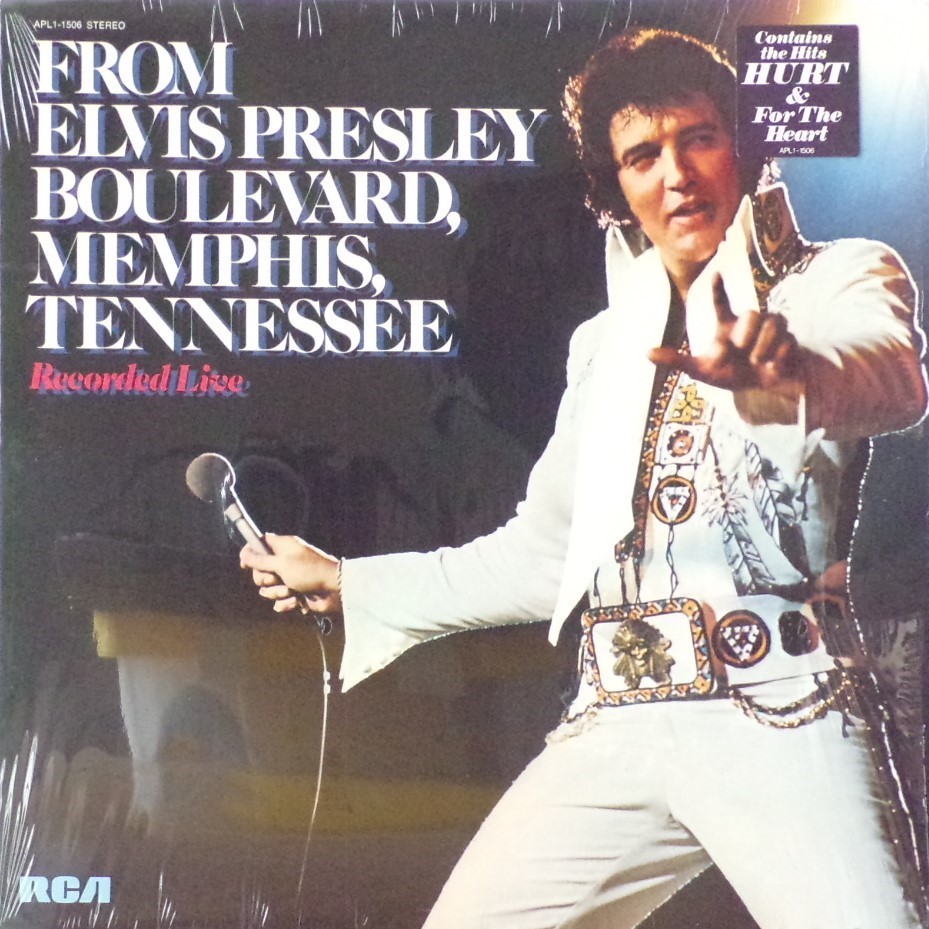 APL1-1506 STEREO
FROM
ELVIS PRESLEY
BOULEVARD,
MEMPHIS,
TENNESSEE
Recorded Live
Contains
the Hits
HURT
&
For The
Heart
APL1-1506
RCA